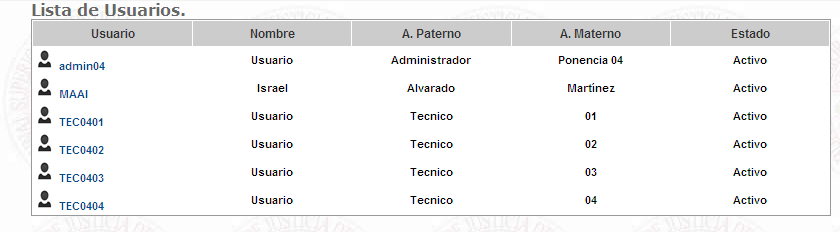 Lista de Usuarios.
Usuario Nombre A. Paterno A. Materno Estado
admin04 Usuario Administrador Ponencia 04 Activo
MAAI Israel Alvarado Martínez Activo
TEC0401 Usuario Tecnico 01 Activo
TEC0402 Usuario Tecnico 02 Activo
TEC0403 Usuario Tecnico 03 Activo
TEC0404 Usuario Tecnico 04 Activo